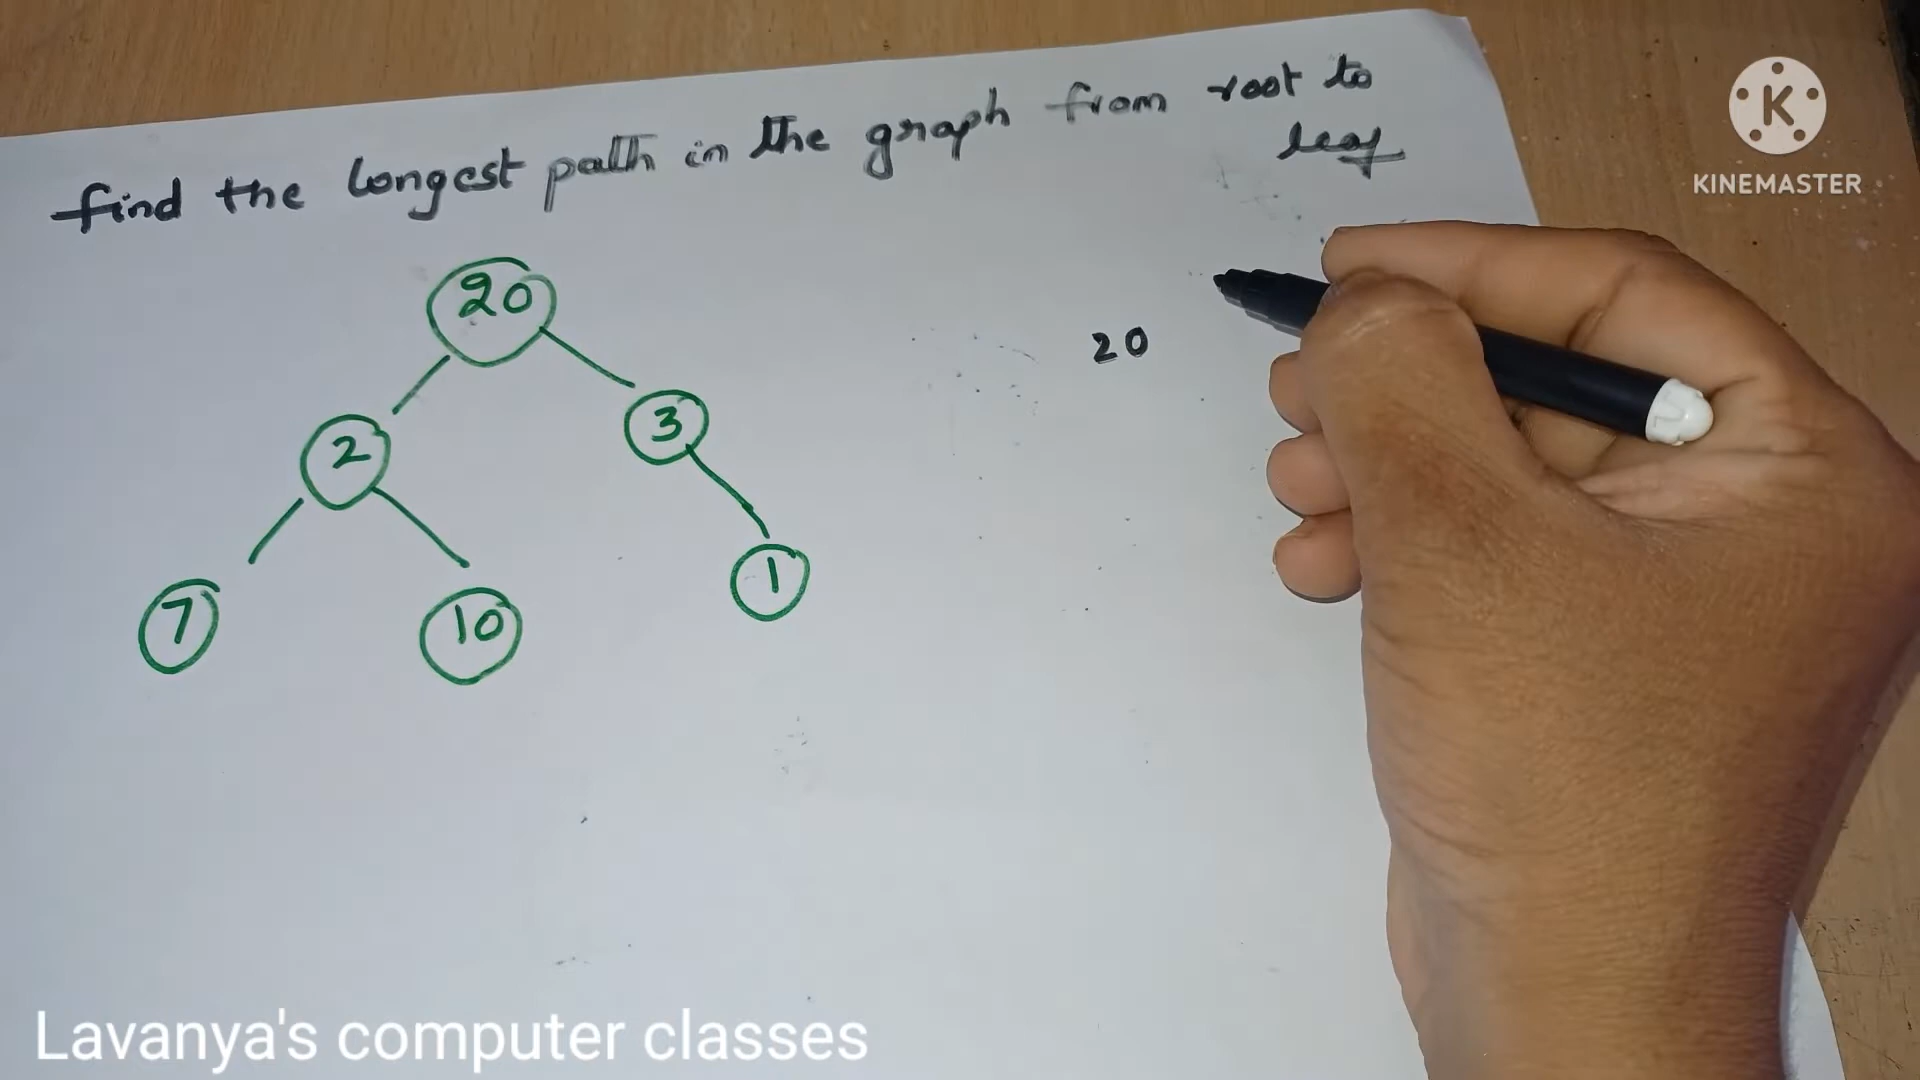 find the longest path in the graph from root to
leaf
K
KINEMASTER
20
20
2
3
7
10
1
Lavanya's computer classes